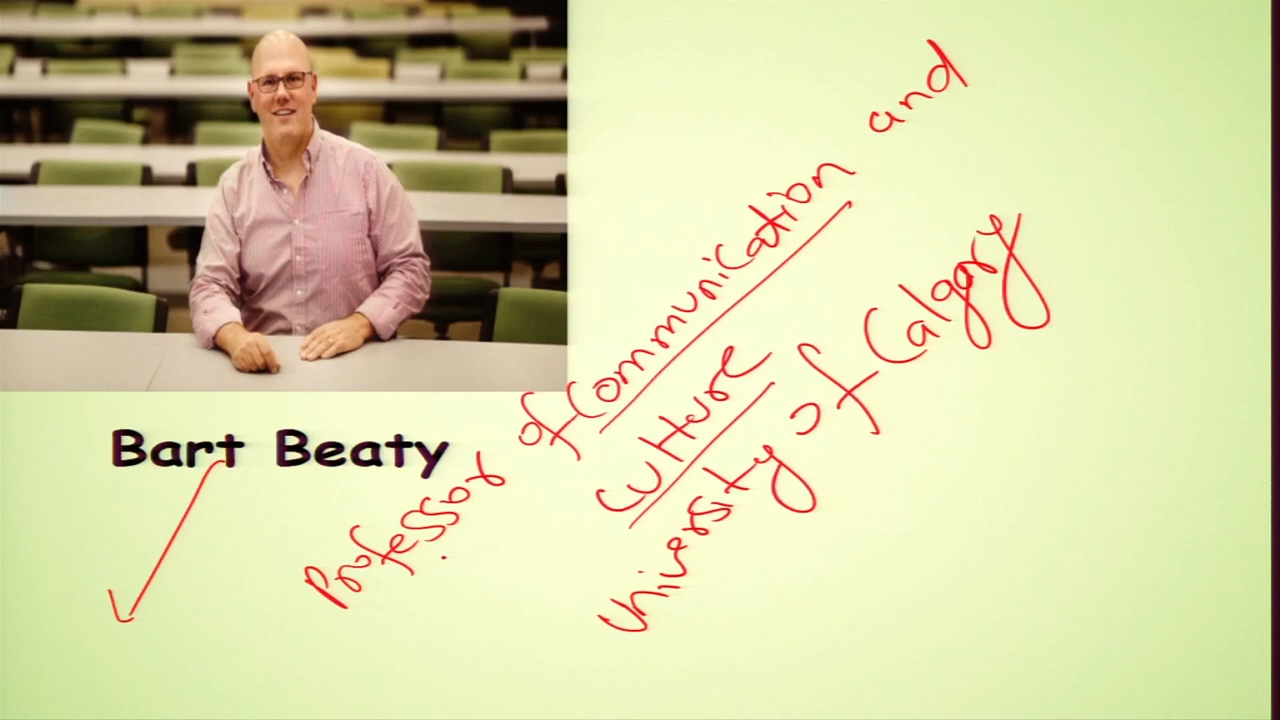 Bart Beaty
Professor of Communication and
Culture
University of Calgary